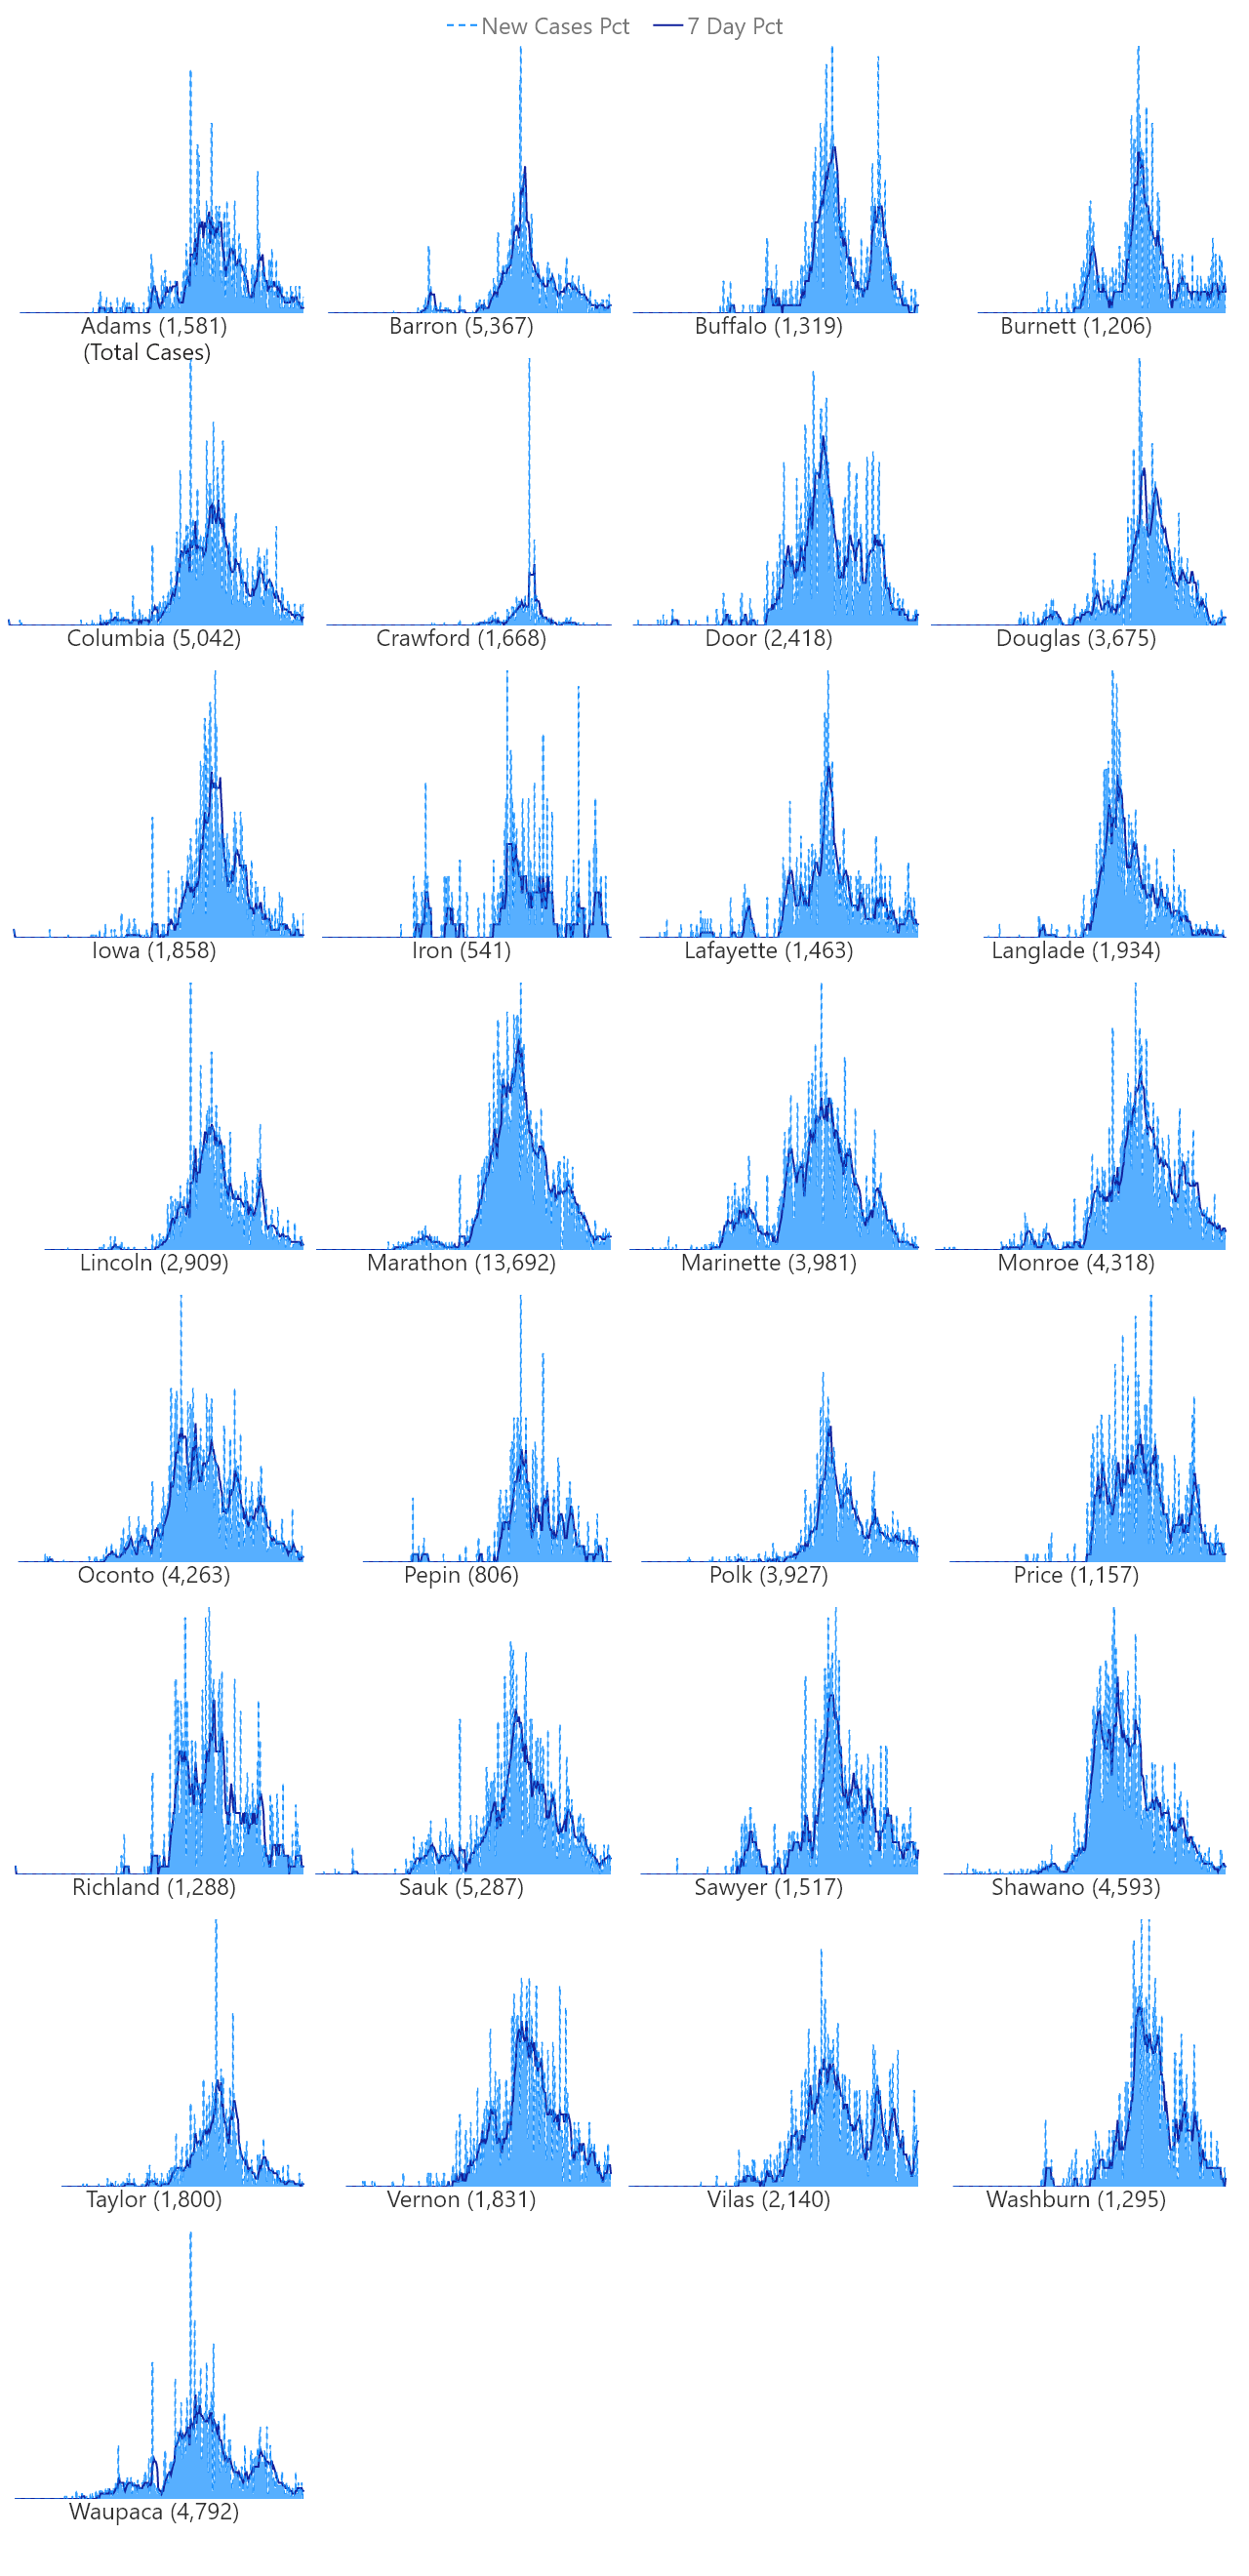 New Cases Pct 7 Day Pct
Adams (1,581) Barron (5,367) Buffalo (1,319) Burnett (1,206)
(Total Cases)
Columbia (5,042) Crawford (1,668) Door (2,418) Douglas (3,675)
Iowa (1,858) Iron (541) Lafayette (1,463) Langlade (1,934)
Lincoln (2,909) Marathon (13,692) Marinette (3,981) Monroe (4,318)
Oconto (4,263) Pepin (806) Polk (3,927) Price (1,157)
Richland (1,288) Sauk (5,287) Sawyer (1,517) Shawano (4,593)
Taylor (1,800) Vernon (1,831) Vilas (2,140) Washburn (1,295)
Waupaca (4,792)